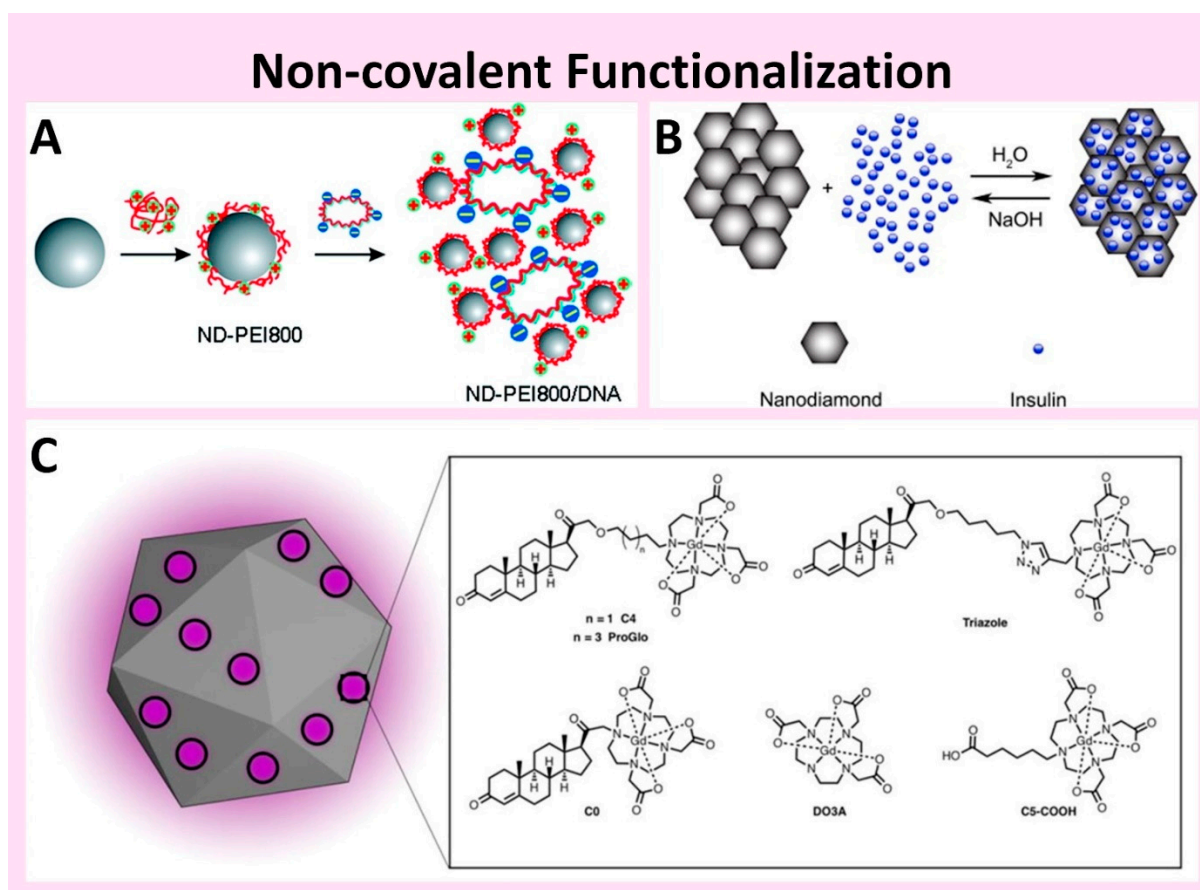 Non-covalent Functionalization
A
ND-PEI800
ND-PEI800/DNA
B
+
H₂O
NaOH
Nanodiamond
Insulin
C
n = 1 C4
n = 3 ProGlo
Triazole
C0
DO3A
C5-COOH